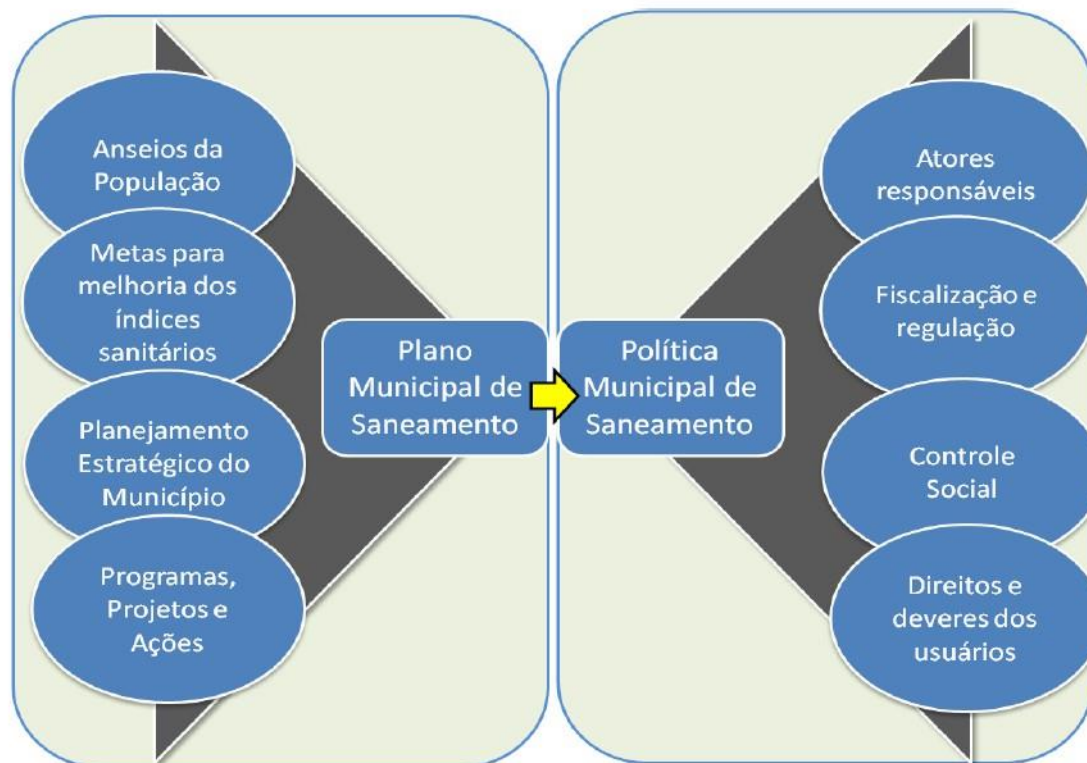 Anseios da
População
Metas para
melhoria dos
índices
sanitários
Planejamento
Estratégico do
Município
Programas,
Projetos e
Ações
Plano
Municipal de
Saneamento
Política
Municipal de
Saneamento
Atores
responsáveis
Fiscalização e
regulação
Controle
Social
Direitos e
deveres dos
usuários